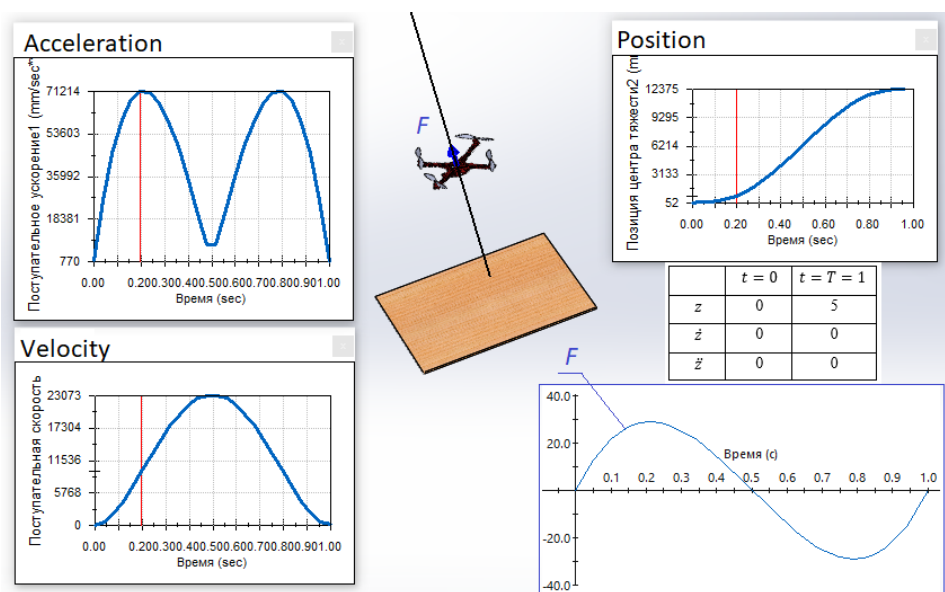 Acceleration
Поступательное ускорение1 (mm/sec**
71214
53603
35992
18381
770
0.00 0.200.300.400.500.600.700.800.901.00
Время (sec)
Velocity
Поступательная скорость
23073
17304
11536
5768
0
0.00 0.200.300.400.500.600.700.800.901.00
Время (sec)
F
Position
Позиция центра тяжести2 (m
12375
9295
6214
3133
52
0.00 0.20 0.40 0.60 0.80 1.00
Время (sec)
t = 0 t = T = 1
z 0 5
ż 0 0
z̈ 0 0
F
40.0
20.0
Время (с)
0.1 0.2 0.3 0.4 0.5 0.6 0.7 0.8 0.9 1.0
-20.0
-40.0